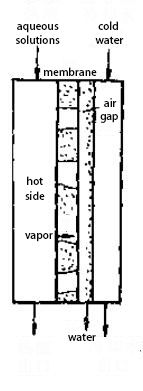 aqueous
solutions
cold
water
membrane
air
gap
hot
side
vapor
water